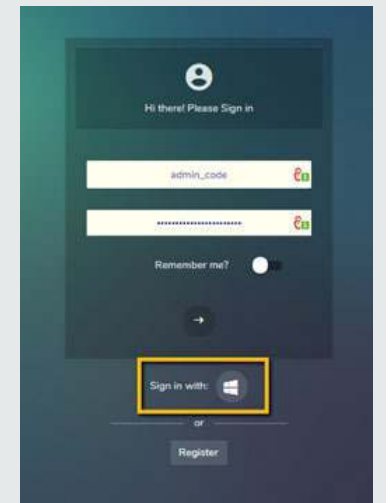 Hi there! Please Sign in
admin_code
Remember me?
Sign in with:
or
Register